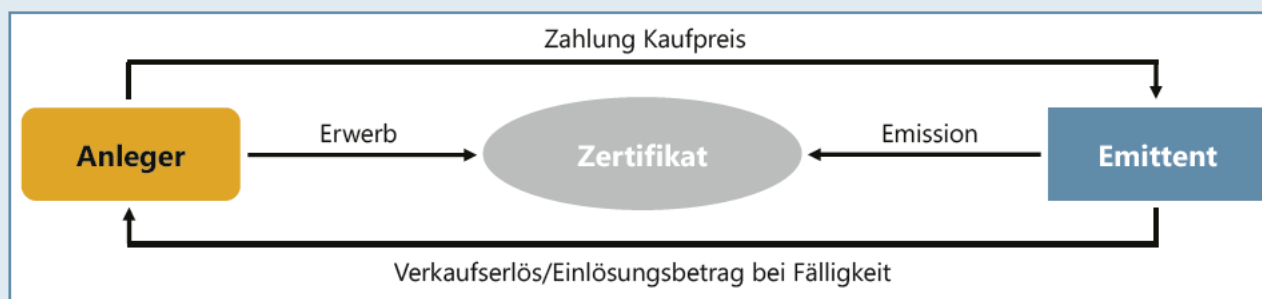 Zahlung Kaufpreis
Anleger
Erwerb
Zertifikat
Emission
Emittent
Verkaufserlös/Einlösungsbetrag bei Fälligkeit